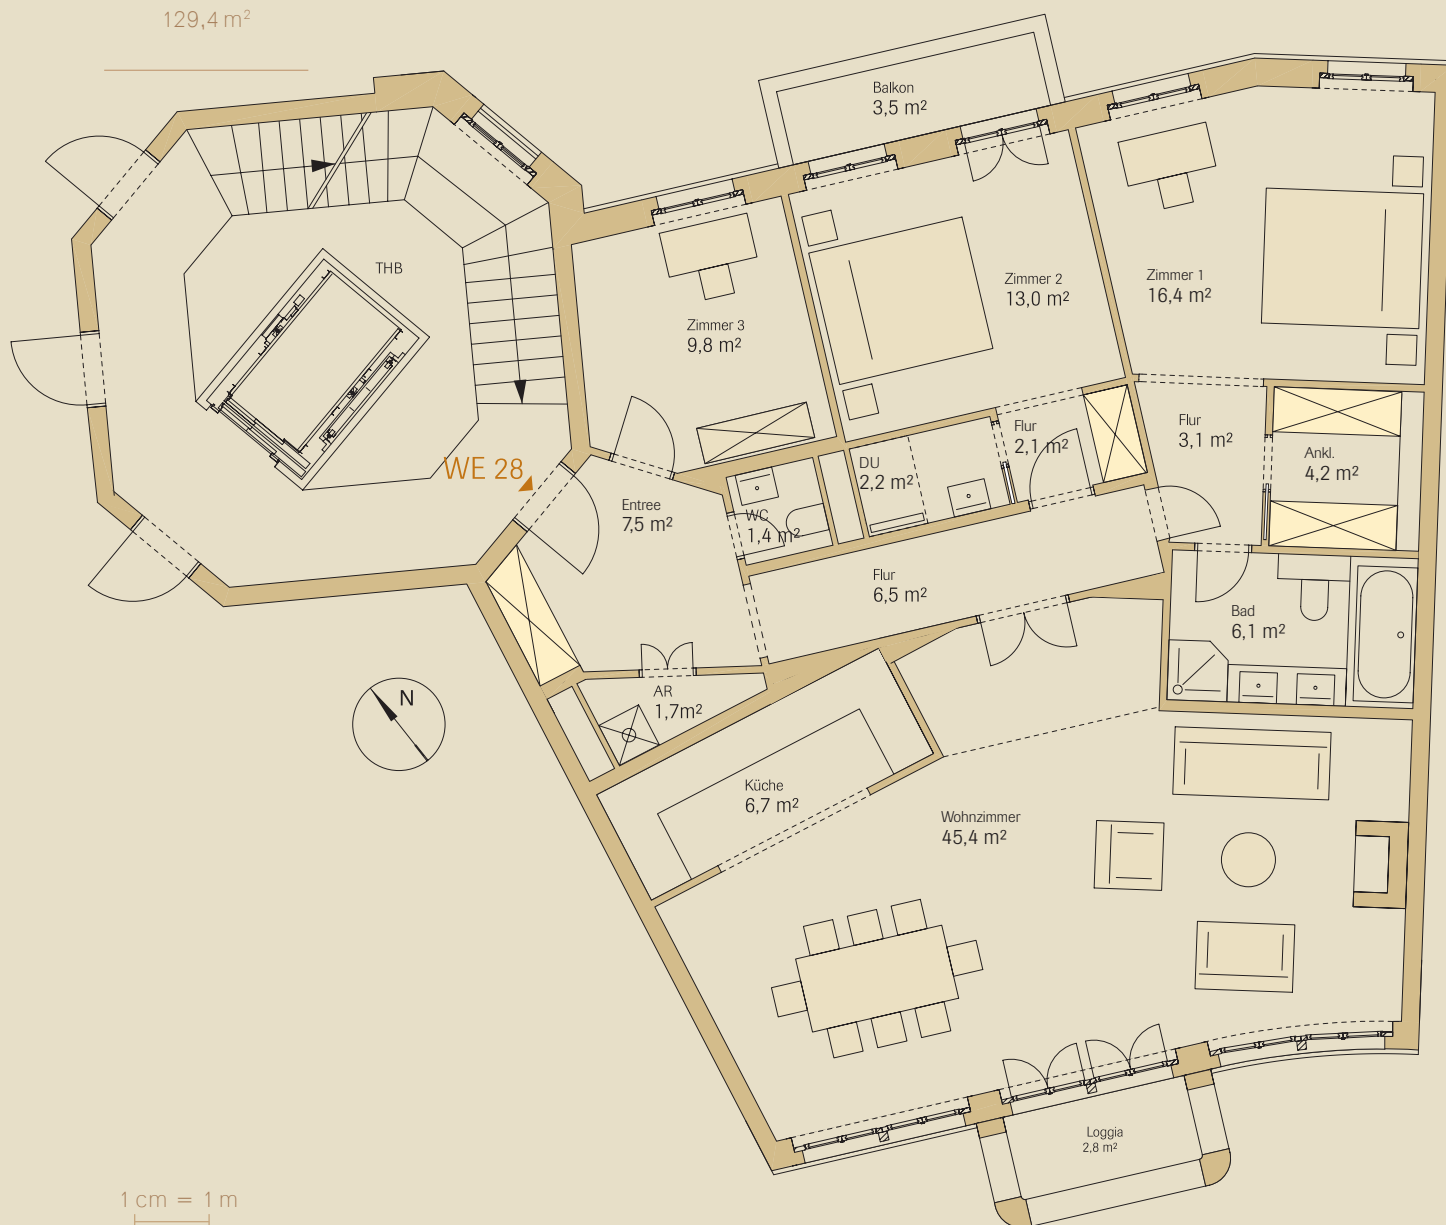 129,4 m²
Balkon
3,5 m²
THB
Zimmer 2
13,0 m²
Zimmer 1
16,4 m²
Zimmer 3
9,8 m²
Flur
2,1 m²
Flur
3,1 m²
Ankl.
4,2 m²
WE 28
DU
2,2 m²
Entree
7,5 m²
WC
1,4 m²
Flur
6,5 m²
Bad
6,1 m²
N
AR
1,7m²
Küche
6,7 m²
Wohnzimmer
45,4 m²
Loggia
2,8 m²
1 cm = 1 m